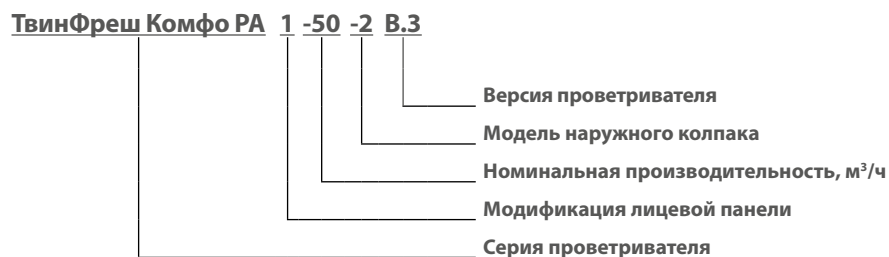 ТвинФреш Комфо РА 1 -50 -2 В.3
Версия проветривателя
Модель наружного колпака
Номинальная производительность, м³/ч
Модификация лицевой панели
Серия проветривателя